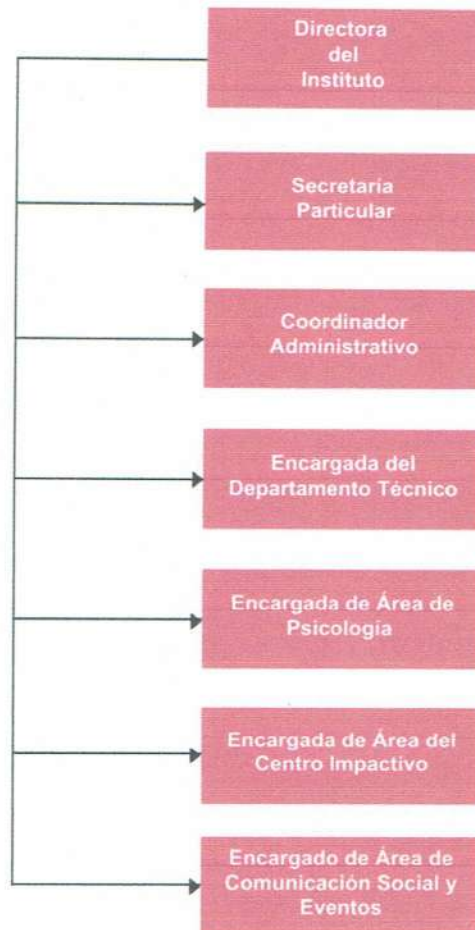 Directora
del
Instituto
Secretaría
Particular
Coordinador
Administrativo
Encargada del
Departamento Técnico
Encargada de Área de
Psicología
Encargada de Área del
Centro Impactivo
Encargado de Área de
Comunicación Social y
Eventos